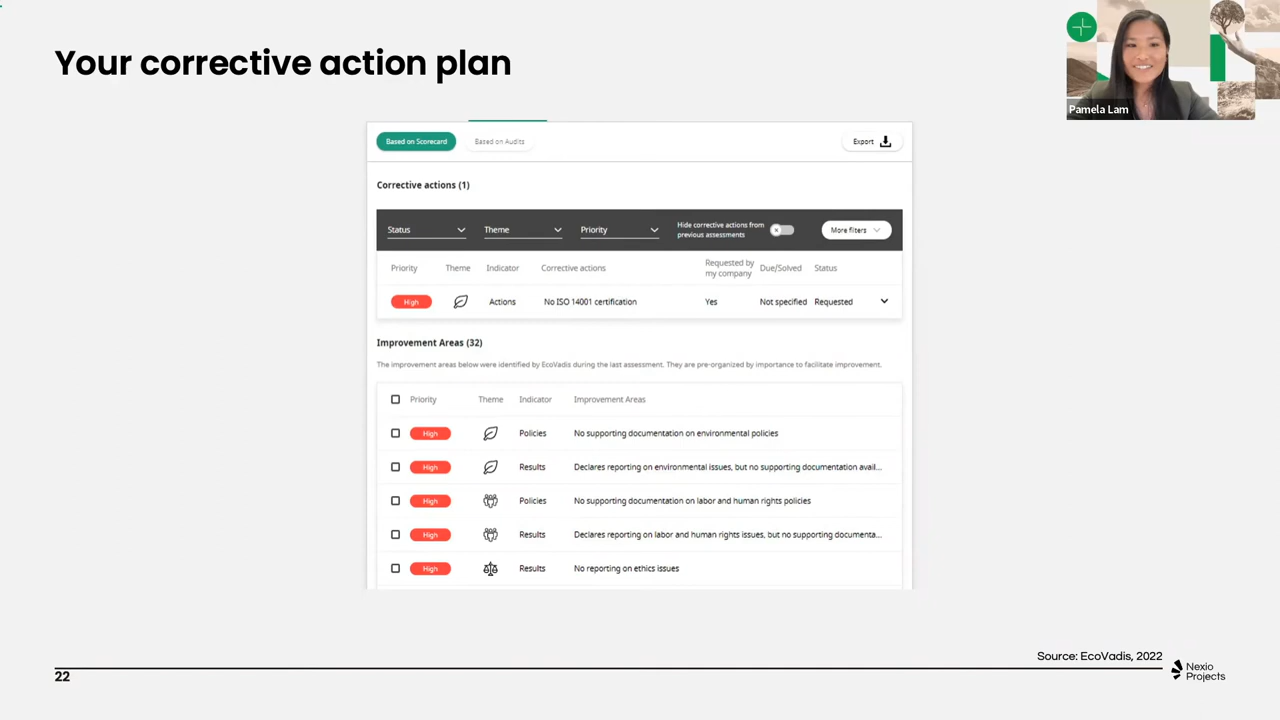 Your corrective action plan
Pamela Lam
Based on Scorecard
Based on Audits
Export
Corrective actions (1)
Status
Theme
Priority
Hide corrective actions from
previous assessments
More filters
Priority
Theme
Indicator
Corrective actions
Requested by
my company
Due/Solved
Status
High
Actions
No ISO 14001 certification
Yes
Not specified
Requested
Improvement Areas (32)
The improvement areas below were identified by EcoVadis during the last assessment. They are pre-organized by importance to facilitate improvement.
Priority
Theme
Indicator
Improvement Areas
High
Policies
No supporting documentation on environmental policies
High
Results
Declares reporting on environmental issues, but no supporting documentation avail...
High
Policies
No supporting documentation on labor and human rights policies
High
Results
Declares reporting on labor and human rights issues, but no supporting documenta...
High
Results
No reporting on ethics issues
Source: EcoVadis, 2022
22
Nexio
Projects